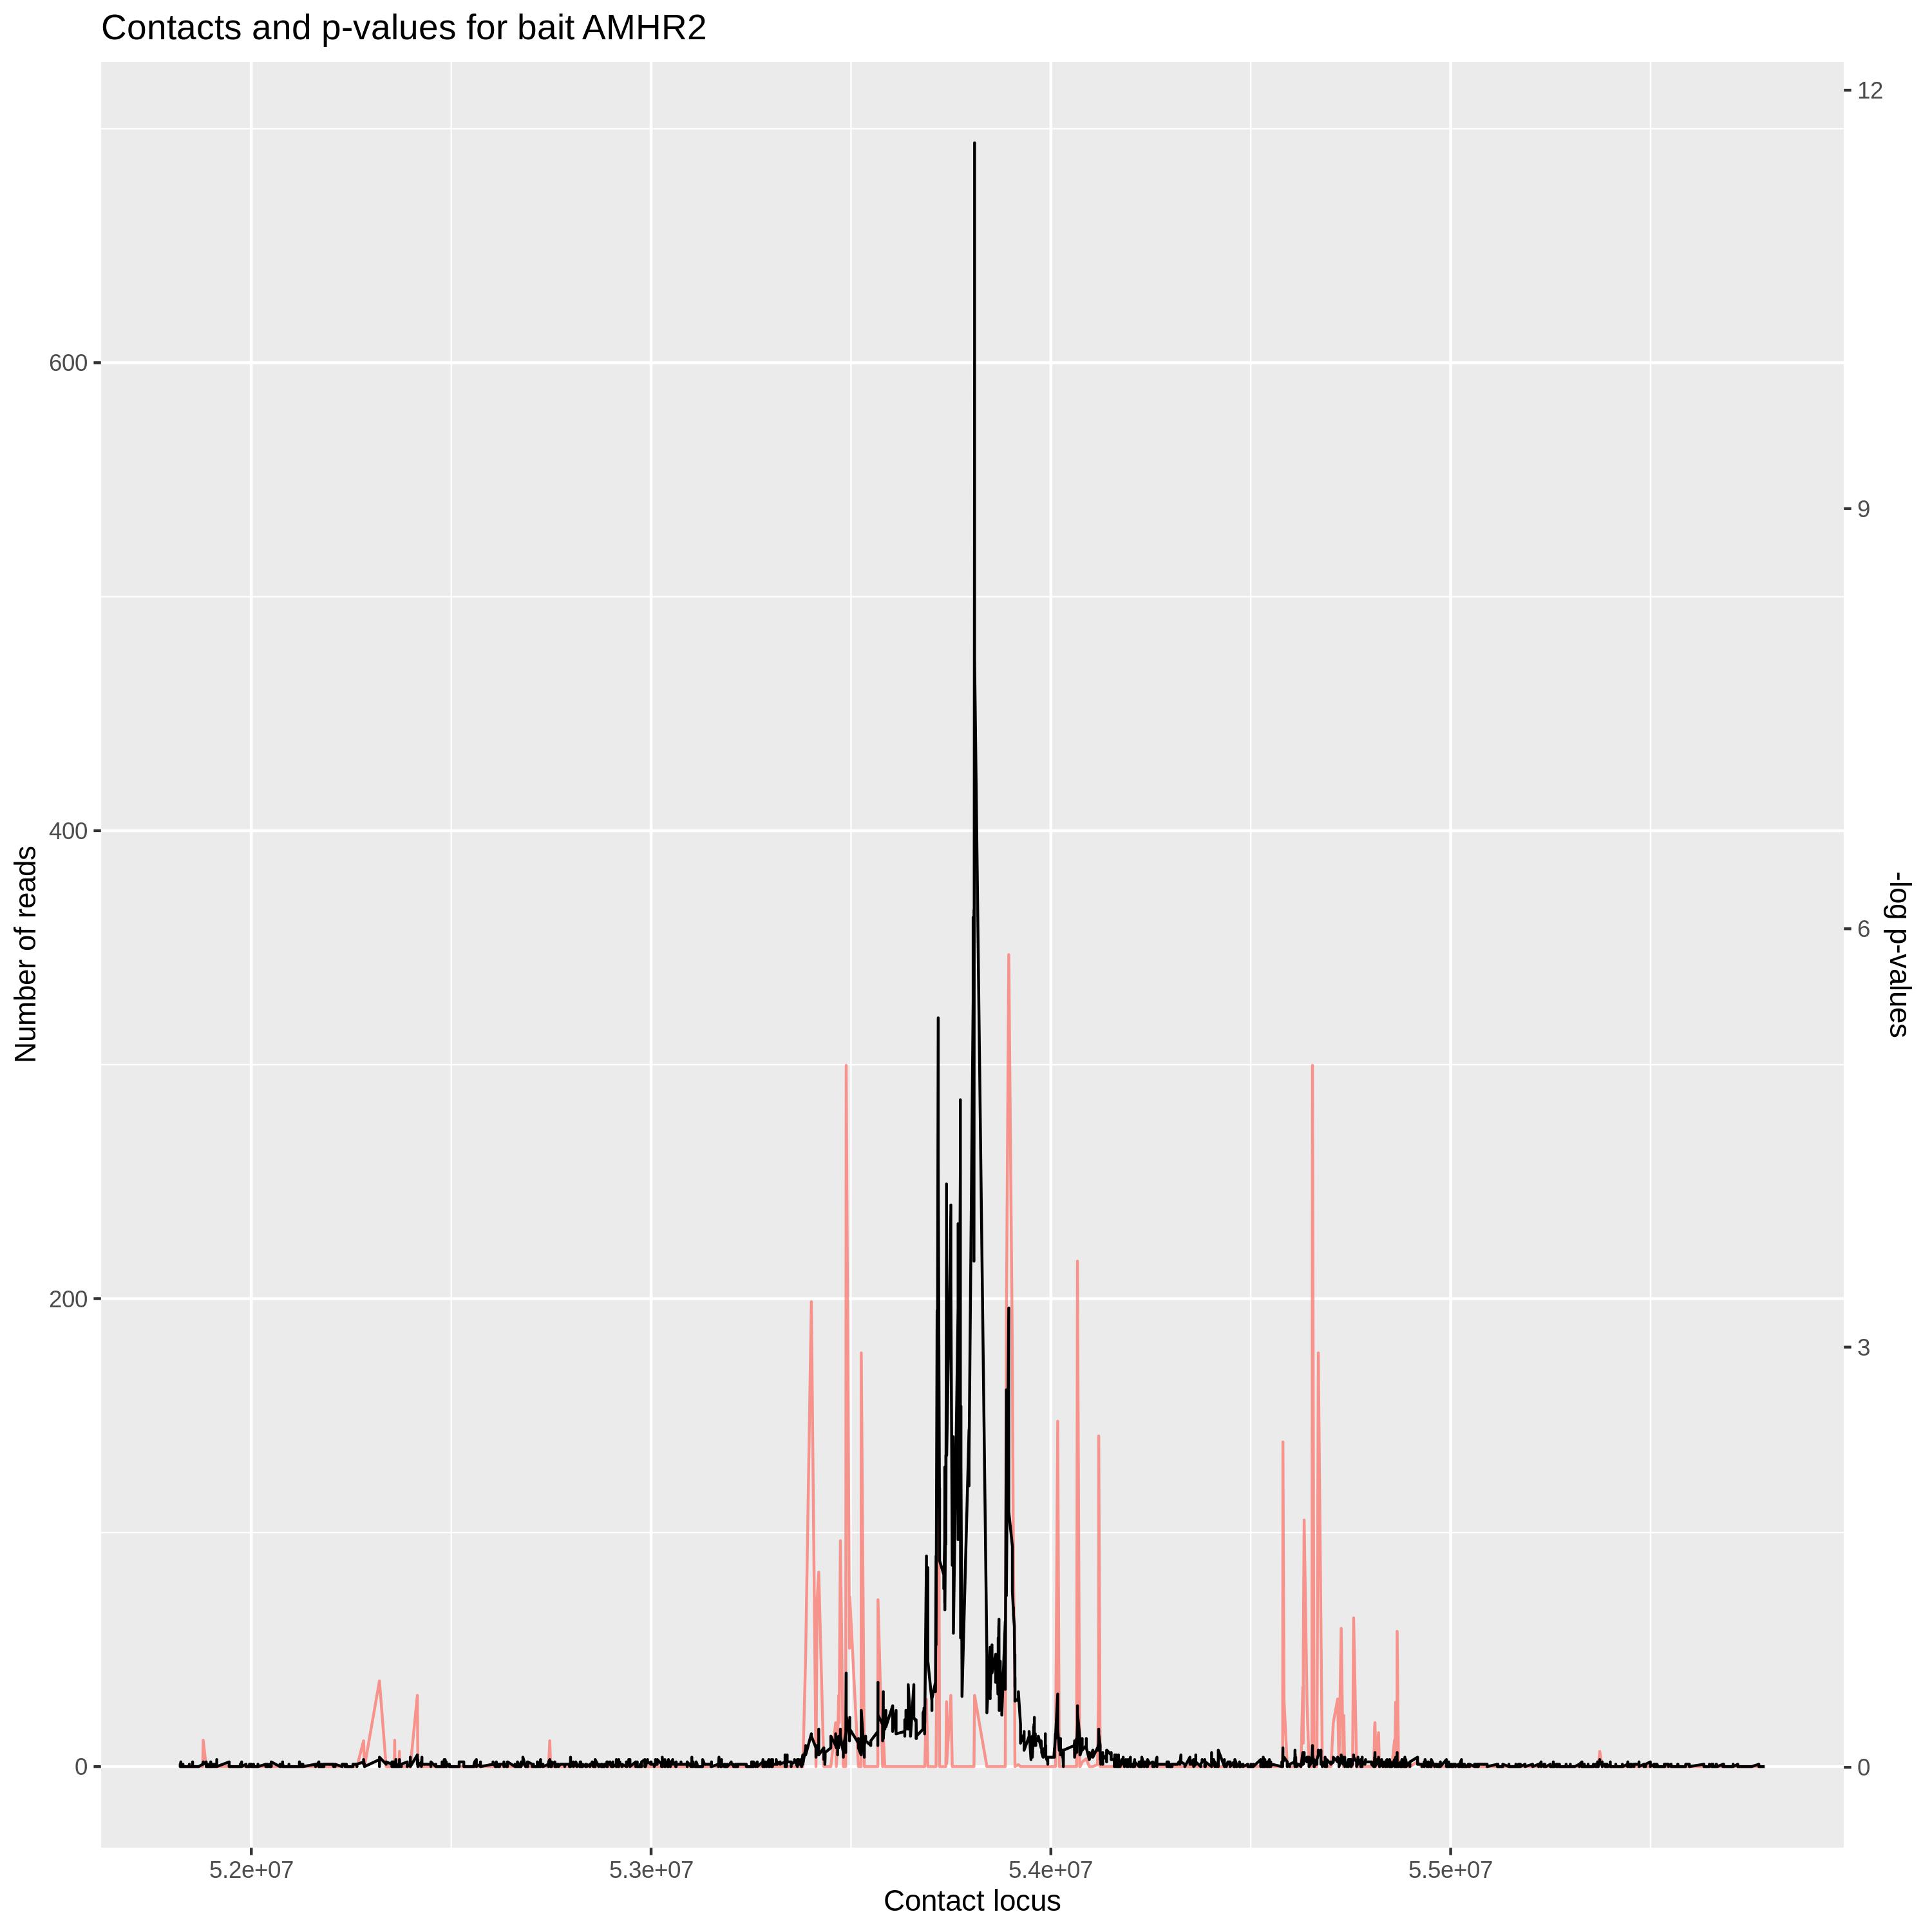 Contacts and p-values for bait AMHR2
12
600
9
400
Number of reads
-log p-values
6
200
3
0
0
5.2e+07
5.3e+07
5.4e+07
5.5e+07
Contact locus